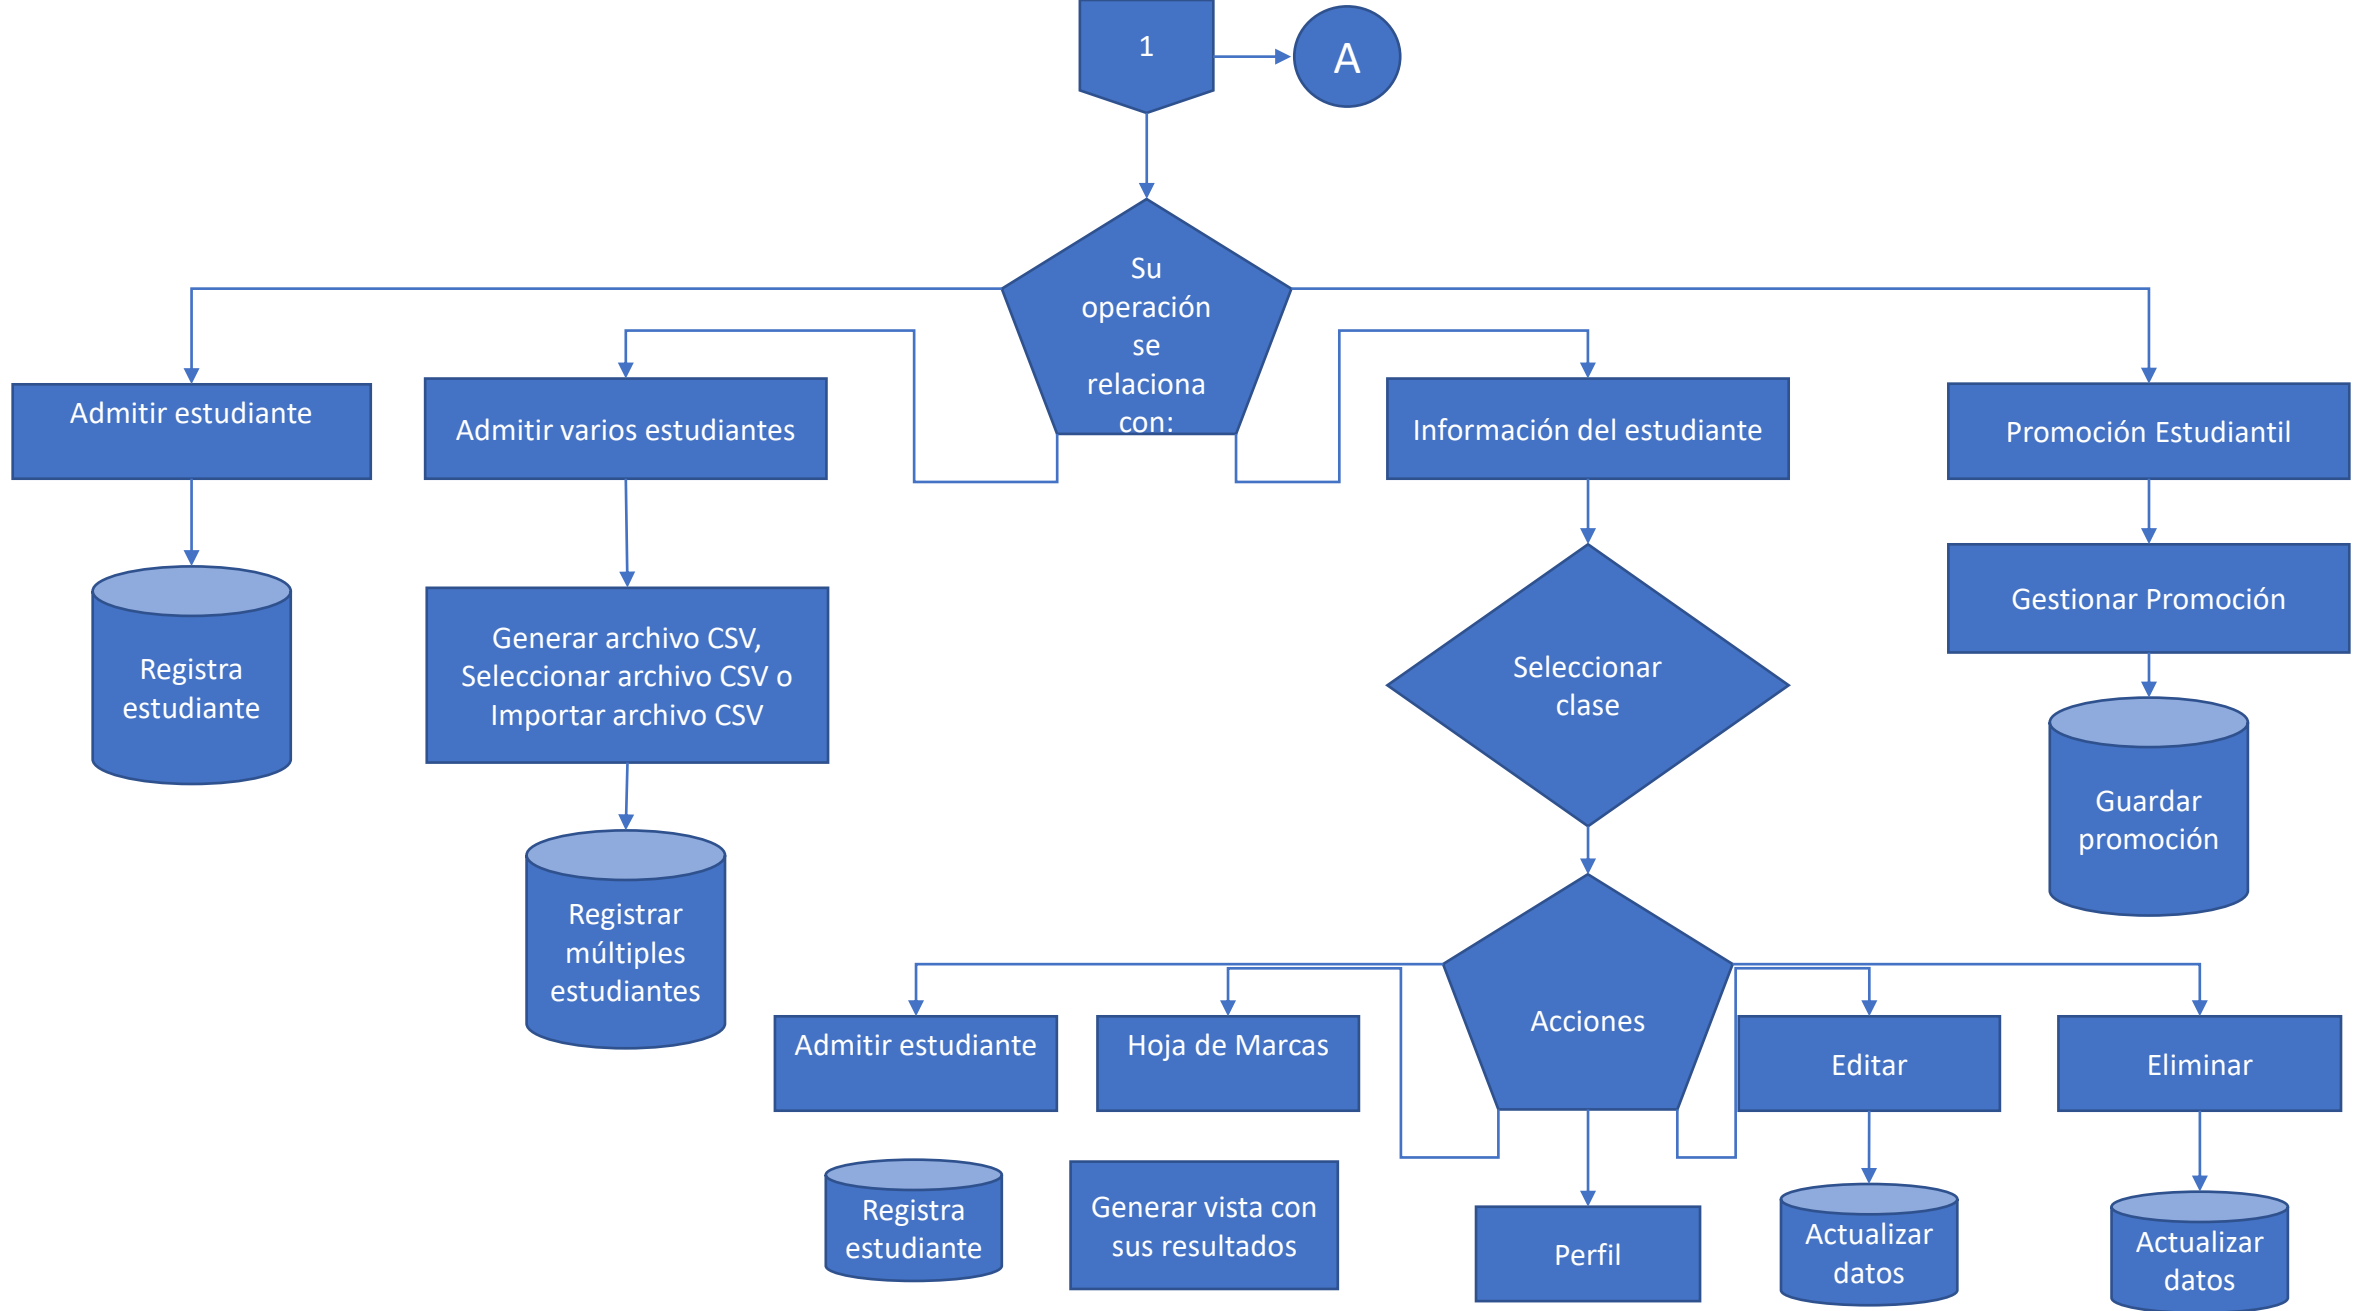 1
A
Su
operación
se
relaciona
con:
Admitir estudiante
Admitir varios estudiantes
Información del estudiante
Promoción Estudiantil
Registra
estudiante
Generar archivo CSV,
Seleccionar archivo CSV o
Importar archivo CSV
Seleccionar
clase
Gestionar Promoción
Registrar
múltiples
estudiantes
Guardar
promoción
Acciones
Admitir estudiante
Hoja de Marcas
Editar
Eliminar
Registra
estudiante
Generar vista con
sus resultados
Perfil
Actualizar
datos
Actualizar
datos